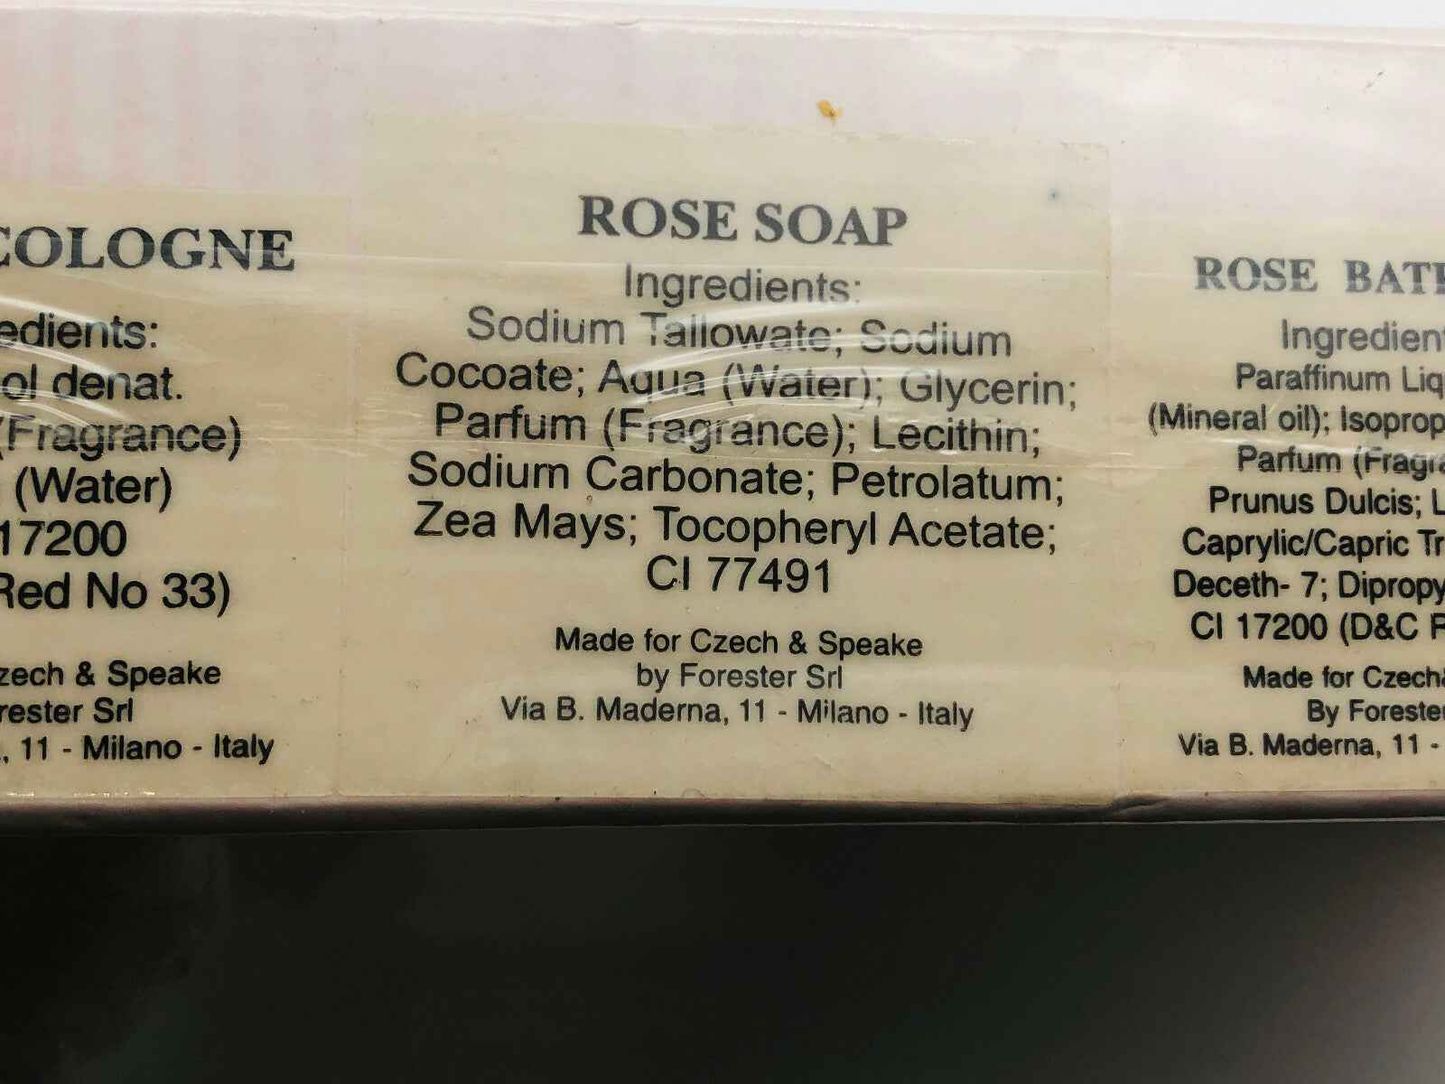 COLOGNE
edients:
ol denat.
(Fragrance)
(Water)
17200
Red No 33)
zech & Speake
rester Srl
, 11 - Milano - Italy
ROSE SOAP
Ingredients:
Sodium Tallowate; Sodium
Cocoate; Aqua (Water); Glycerin;
Parfum (Fragrance); Lecithin;
Sodium Carbonate; Petrolatum;
Zea Mays; Tocopheryl Acetate;
CI 77491
Made for Czech & Speake
by Forester Srl
Via B. Maderna, 11 - Milano - Italy
ROSE BAT
Ingredien
Paraffinum Liq
(Mineral oil); Isoprop
Parfum (Fragr
Prunus Dulcis; L
Caprylic/Capric Tr
Deceth- 7; Dipropy
CI 17200 (D&C R
Made for Czech
By Forester
Via B. Maderna, 11 -